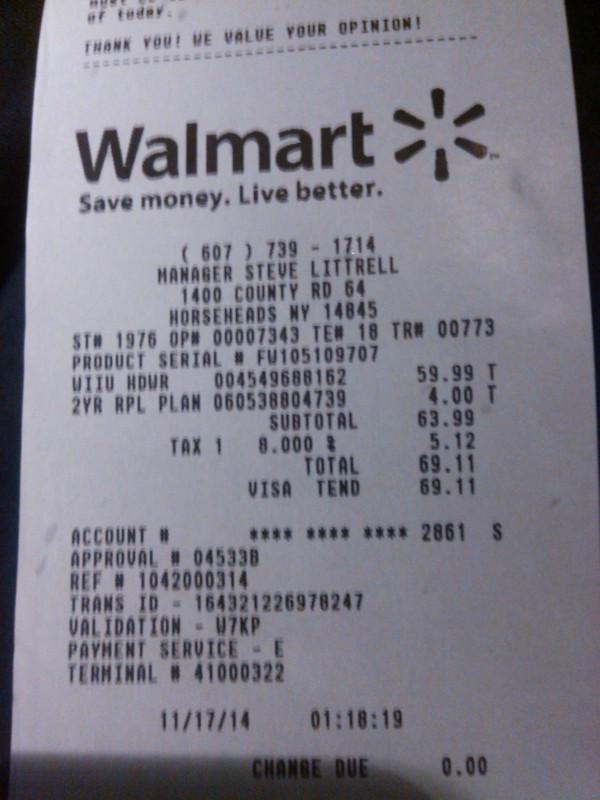 of today.
THANK YOU! WE VALUE YOUR OPINION!
Walmart
Save money. Live better.
( 607 ) 739 - 1714
MANAGER STEVE LITTRELL
1400 COUNTY RD 64
HORSEHEADS NY 14845
ST# 1976 OP# 00007343 TE# 18 TR# 00773
PRODUCT SERIAL # FW105109707
WIIU HDWR 004549688162 59.99 T
2YR RPL PLAN 060538804739 4.00 T
SUBTOTAL 63.99
TAX 1 8.000 % 5.12
TOTAL 69.11
VISA TEND 69.11
ACCOUNT # **** **** **** 2861 S
APPROVAL # 04533B
REF # 1042000314
TRANS ID - 164321226978247
VALIDATION - W7KP
PAYMENT SERVICE - E
TERMINAL # 41000322
11/17/14 01:18:19
CHANGE DUE 0.00